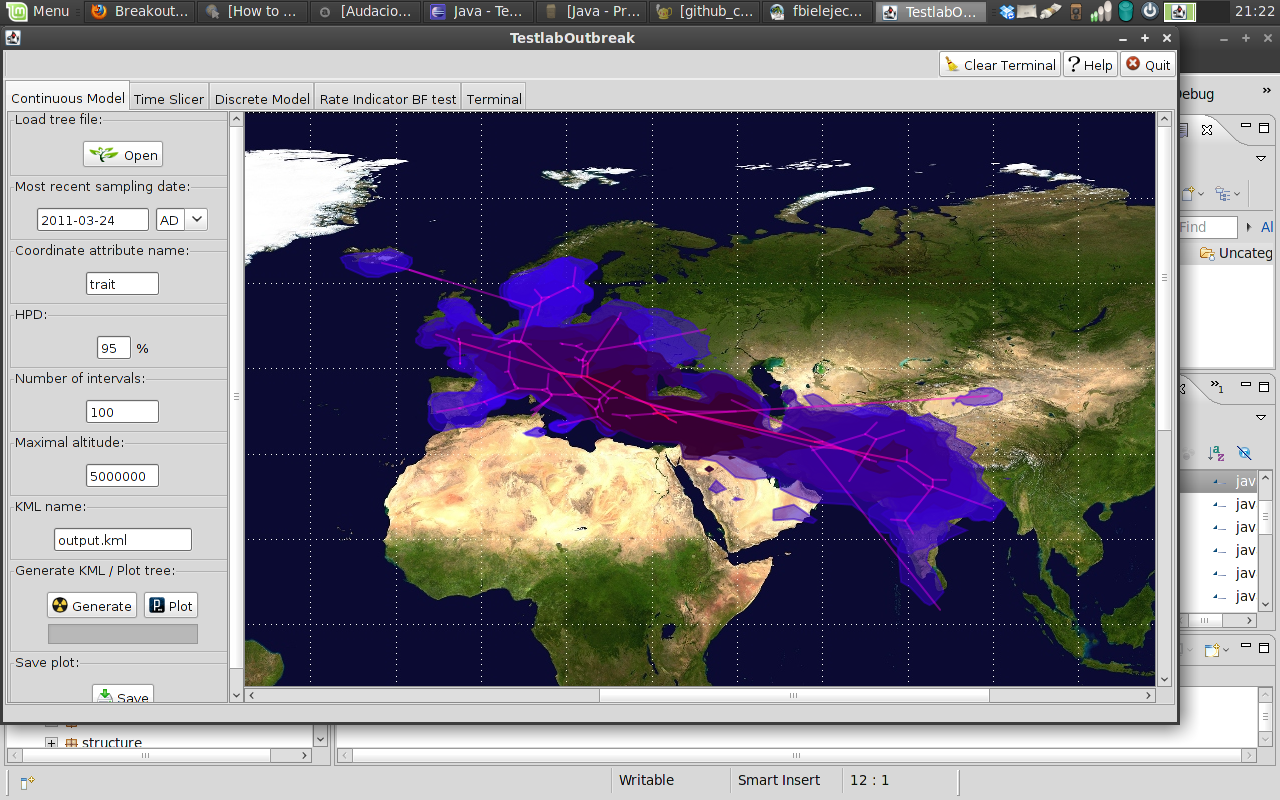 Menu
Breakout...
[How to ...
[Audacio...
Java - Te...
[Java - Pr...
[github_c...
fbielejec...
TestlabO...
21:22
TestlabOutbreak
Clear Terminal
? Help
Quit
Debug
Continuous Model
Time Slicer
Discrete Model
Rate Indicator BF test
Terminal
Load tree file:
Open
Most recent sampling date:
2011-03-24
AD
Coordinate attribute name:
trait
HPD:
95 %
Number of intervals:
100
Maximal altitude:
5000000
KML name:
output.kml
Generate KML / Plot tree:
Generate
Plot
Save plot:
Save
Find
Al
Uncateg
1
a
z
jav
jav
jav
jav
jav
jav
structure
Writable
Smart Insert
12 : 1